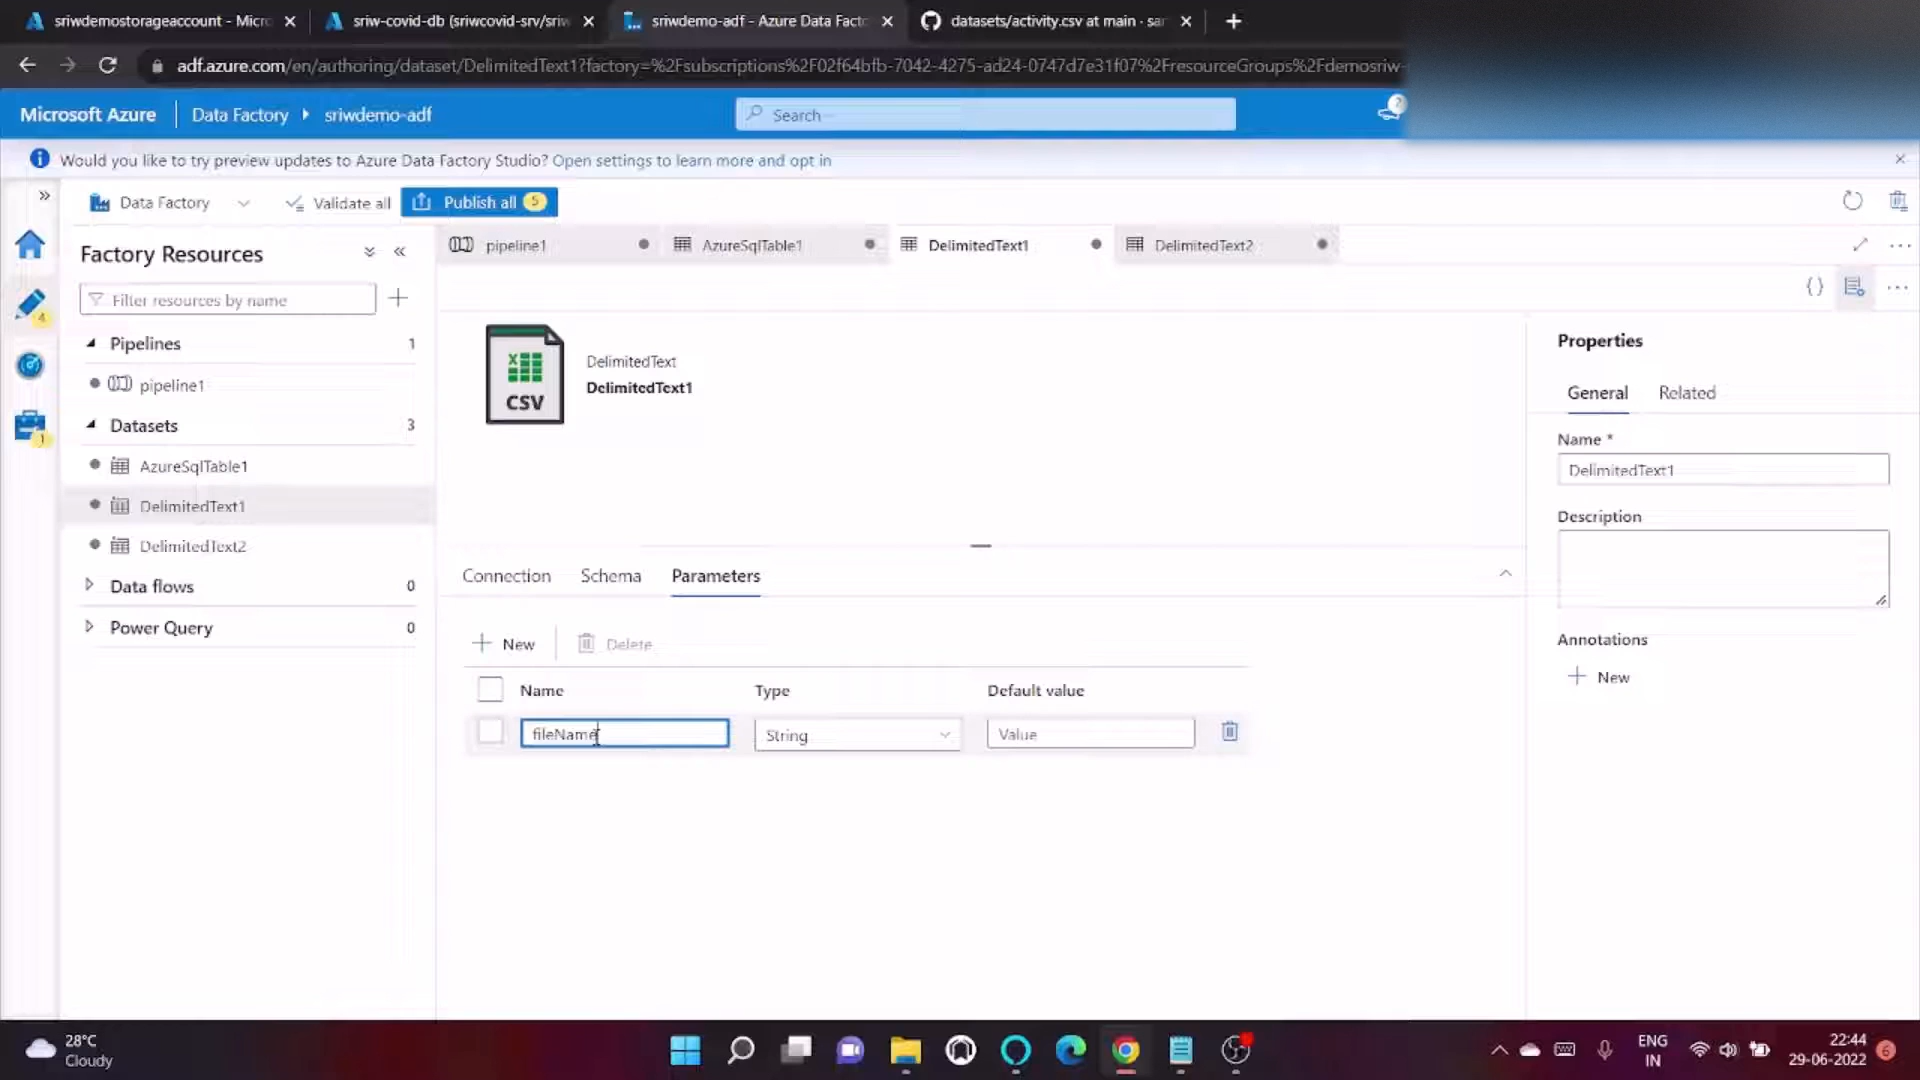 sriwdemostorageaccount - Micro
sriw-covid-db (sriwcovid-srv/sriw
sriwdemo-adf - Azure Data Facto
datasets/activity.csv at main · sar
adf.azure.com/en/authoring/dataset/DelimitedText1?factory=%2Fsubscriptions%2F02f64bfb-7042-4275-ad24-0747d7e31f07%2FresourceGroups%2Fdemosriw-
Microsoft Azure
Data Factory
sriwdemo-adf
Search
2
Would you like to try preview updates to Azure Data Factory Studio? Open settings to learn more and opt in
Data Factory
Validate all
Publish all 5
Factory Resources
pipeline1
AzureSqlTable1
DelimitedText1
DelimitedText2
Filter resources by name
4
Pipelines 1
pipeline1
Datasets 3
1
AzureSqlTable1
DelimitedText1
DelimitedText2
Data flows 0
Power Query 0
CSV
DelimitedText
DelimitedText1
Connection
Schema
Parameters
New
Delete
Name
Type
Default value
fileName
String
Value
Properties
General
Related
Name *
DelimitedText1
Description
Annotations
New
28°C
Cloudy
ENG
IN
22:44
29-06-2022
6